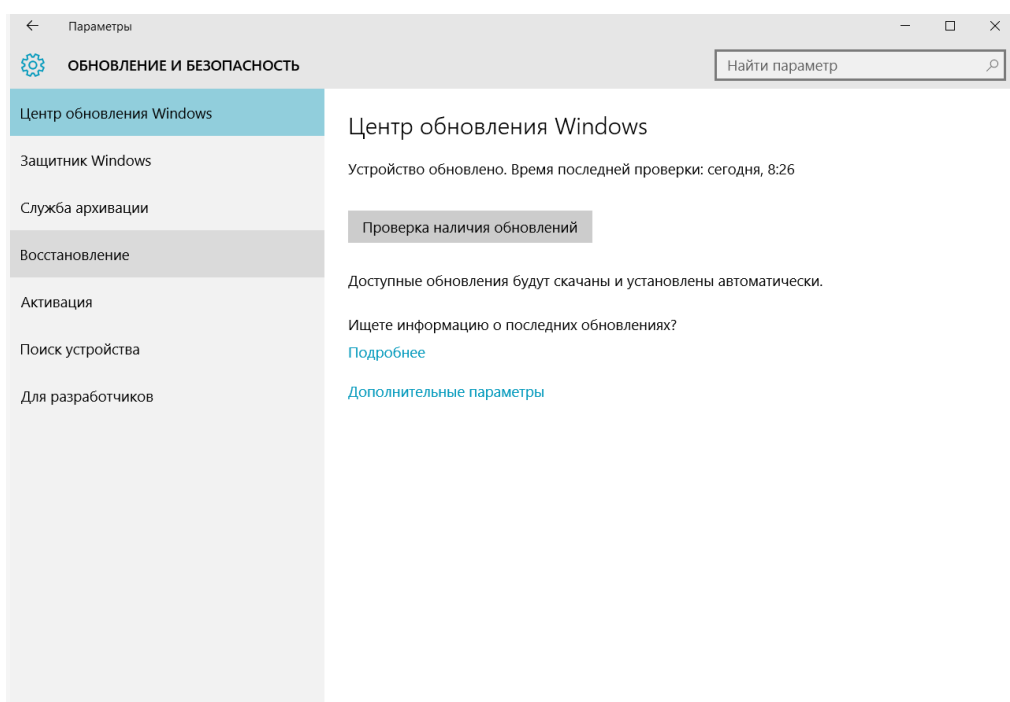 Параметры
ОБНОВЛЕНИЕ И БЕЗОПАСНОСТЬ
Найти параметр
Центр обновления Windows
Защитник Windows
Служба архивации
Восстановление
Активация
Поиск устройства
Для разработчиков
Центр обновления Windows
Устройство обновлено. Время последней проверки: сегодня, 8:26
Проверка наличия обновлений
Доступные обновления будут скачаны и установлены автоматически.
Ищете информацию о последних обновлениях?
Подробнее
Дополнительные параметры